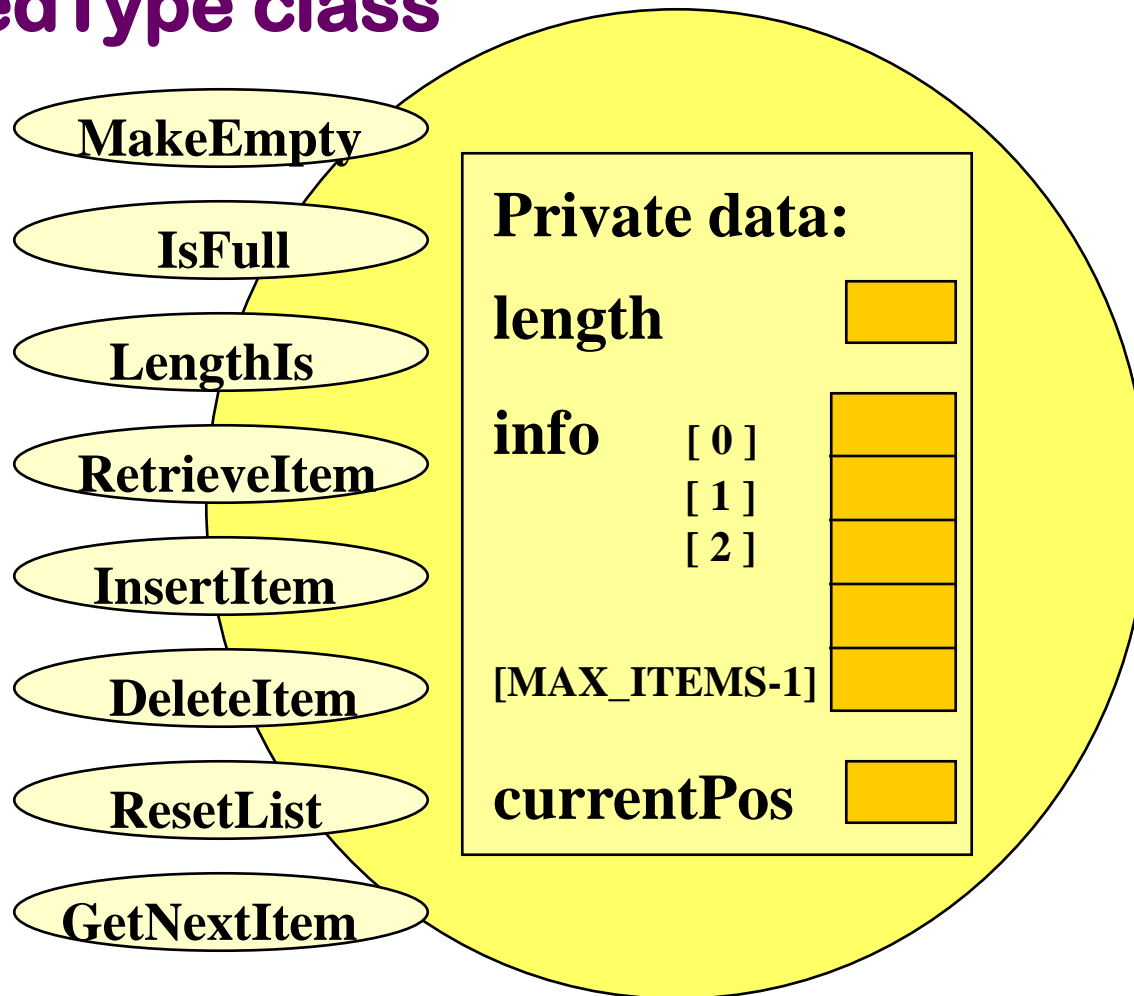 edType class
MakeEmpty
IsFull
LengthIs
RetrieveItem
InsertItem
DeleteItem
ResetList
GetNextItem
Private data:
length
info [ 0 ]
[ 1 ]
[ 2 ]
[MAX_ITEMS-1]
currentPos